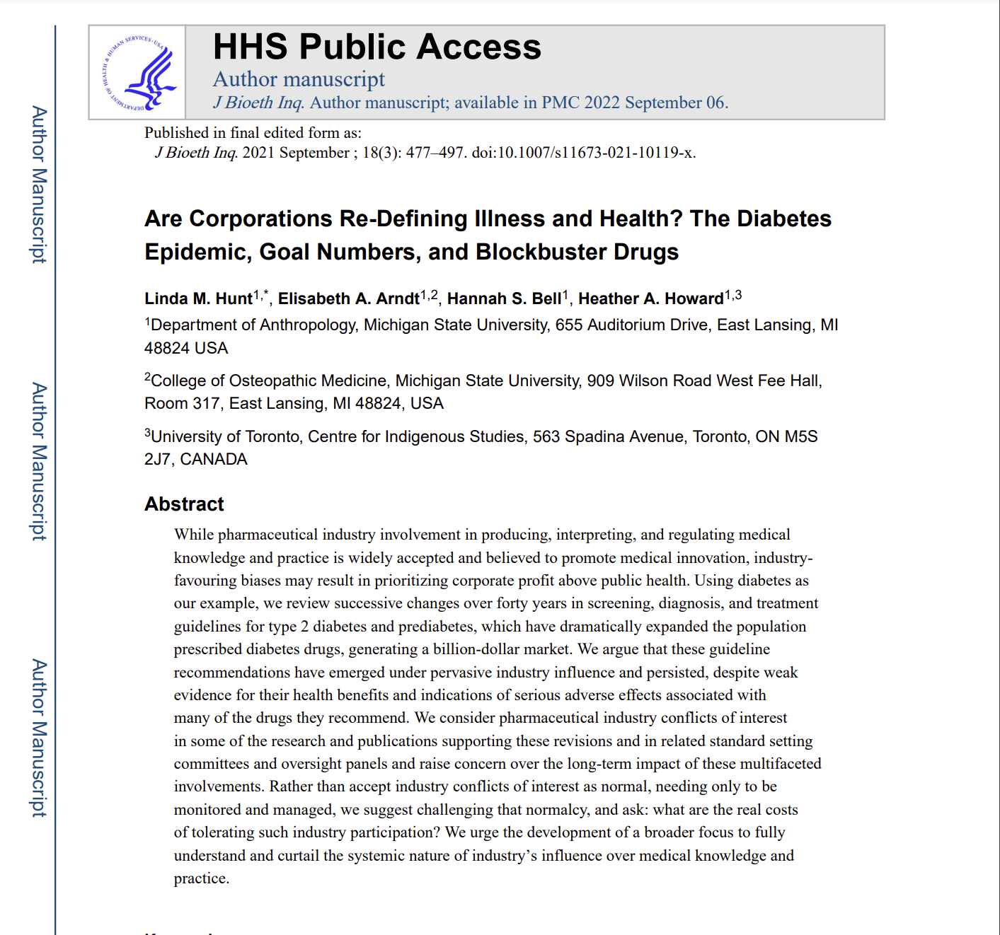 DEPARTMENT OF HEALTH & HUMAN SERVICES·USA
HHS Public Access
Author manuscript
J Bioeth Inq. Author manuscript; available in PMC 2022 September 06.
Published in final edited form as:
J Bioeth Inq. 2021 September ; 18(3): 477–497. doi:10.1007/s11673-021-10119-x.
Are Corporations Re-Defining Illness and Health? The Diabetes
Epidemic, Goal Numbers, and Blockbuster Drugs
Linda M. Hunt1,*, Elisabeth A. Arndt1,2, Hannah S. Bell1, Heather A. Howard1,3
1Department of Anthropology, Michigan State University, 655 Auditorium Drive, East Lansing, MI
48824 USA
2College of Osteopathic Medicine, Michigan State University, 909 Wilson Road West Fee Hall,
Room 317, East Lansing, MI 48824, USA
3University of Toronto, Centre for Indigenous Studies, 563 Spadina Avenue, Toronto, ON M5S
2J7, CANADA
Abstract
While pharmaceutical industry involvement in producing, interpreting, and regulating medical
knowledge and practice is widely accepted and believed to promote medical innovation, industry-
favouring biases may result in prioritizing corporate profit above public health. Using diabetes as
our example, we review successive changes over forty years in screening, diagnosis, and treatment
guidelines for type 2 diabetes and prediabetes, which have dramatically expanded the population
prescribed diabetes drugs, generating a billion-dollar market. We argue that these guideline
recommendations have emerged under pervasive industry influence and persisted, despite weak
evidence for their health benefits and indications of serious adverse effects associated with
many of the drugs they recommend. We consider pharmaceutical industry conflicts of interest
in some of the research and publications supporting these revisions and in related standard setting
committees and oversight panels and raise concern over the long-term impact of these multifaceted
involvements. Rather than accept industry conflicts of interest as normal, needing only to be
monitored and managed, we suggest challenging that normalcy, and ask: what are the real costs
of tolerating such industry participation? We urge the development of a broader focus to fully
understand and curtail the systemic nature of industry’s influence over medical knowledge and
practice.
Author Manuscript
Author Manuscript
Author Manuscript